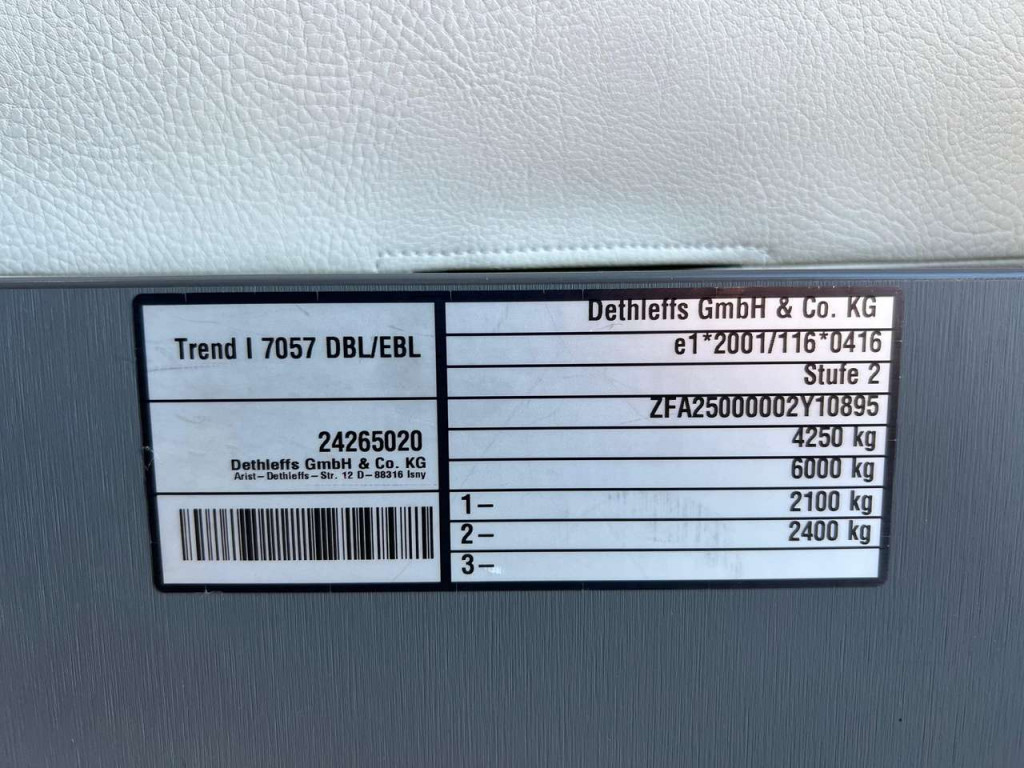 Trend I 7057 DBL/EBL
24265020
Dethleffs GmbH & Co. KG
Arist–Dethleffs–Str. 12 D–88316 Isny
Dethleffs GmbH & Co. KG
e1*2001/116*0416
Stufe 2
ZFA25000002Y10895
4250 kg
6000 kg
1– 2100 kg
2– 2400 kg
3–